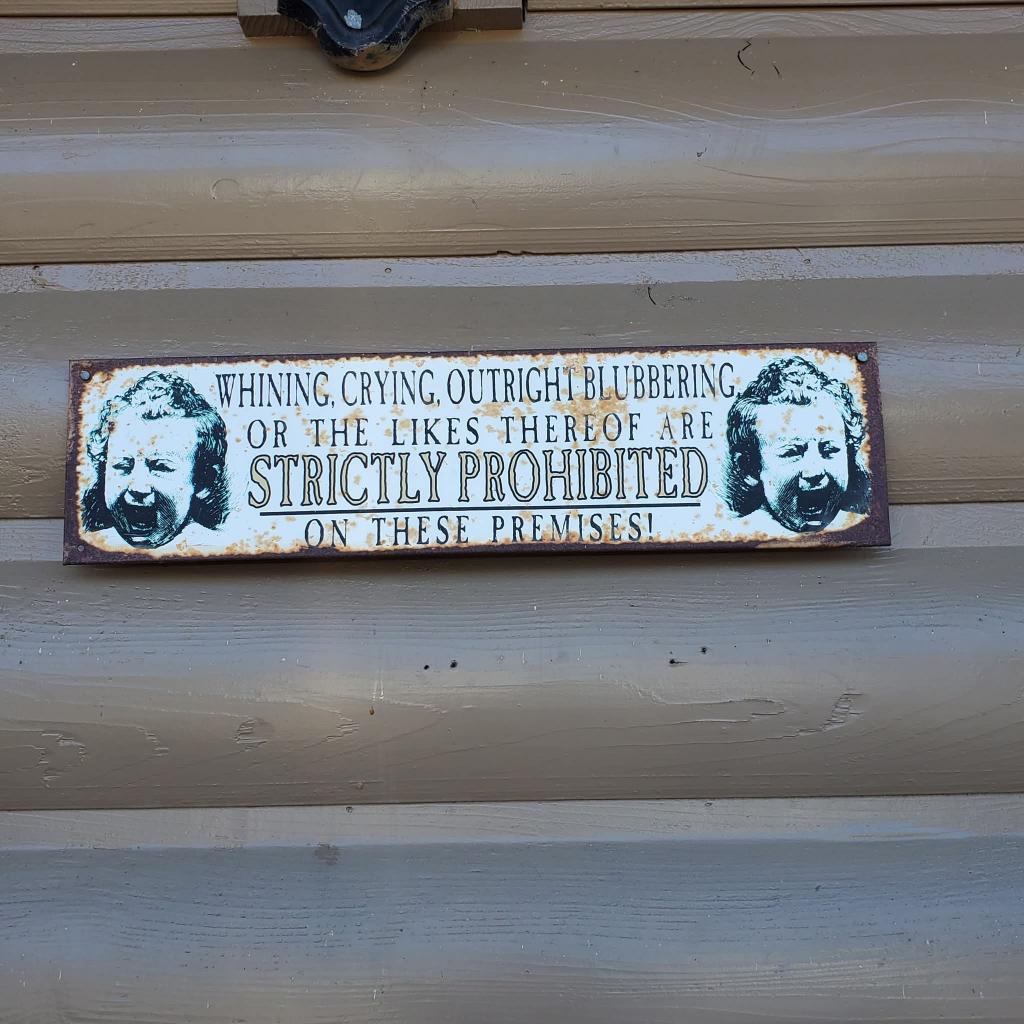 WHINING, CRYING, OUTRIGHT BLUBBERING,
OR THE LIKES THEREOF ARE
STRICTLY PROHIBITED
ON THESE PREMISES!